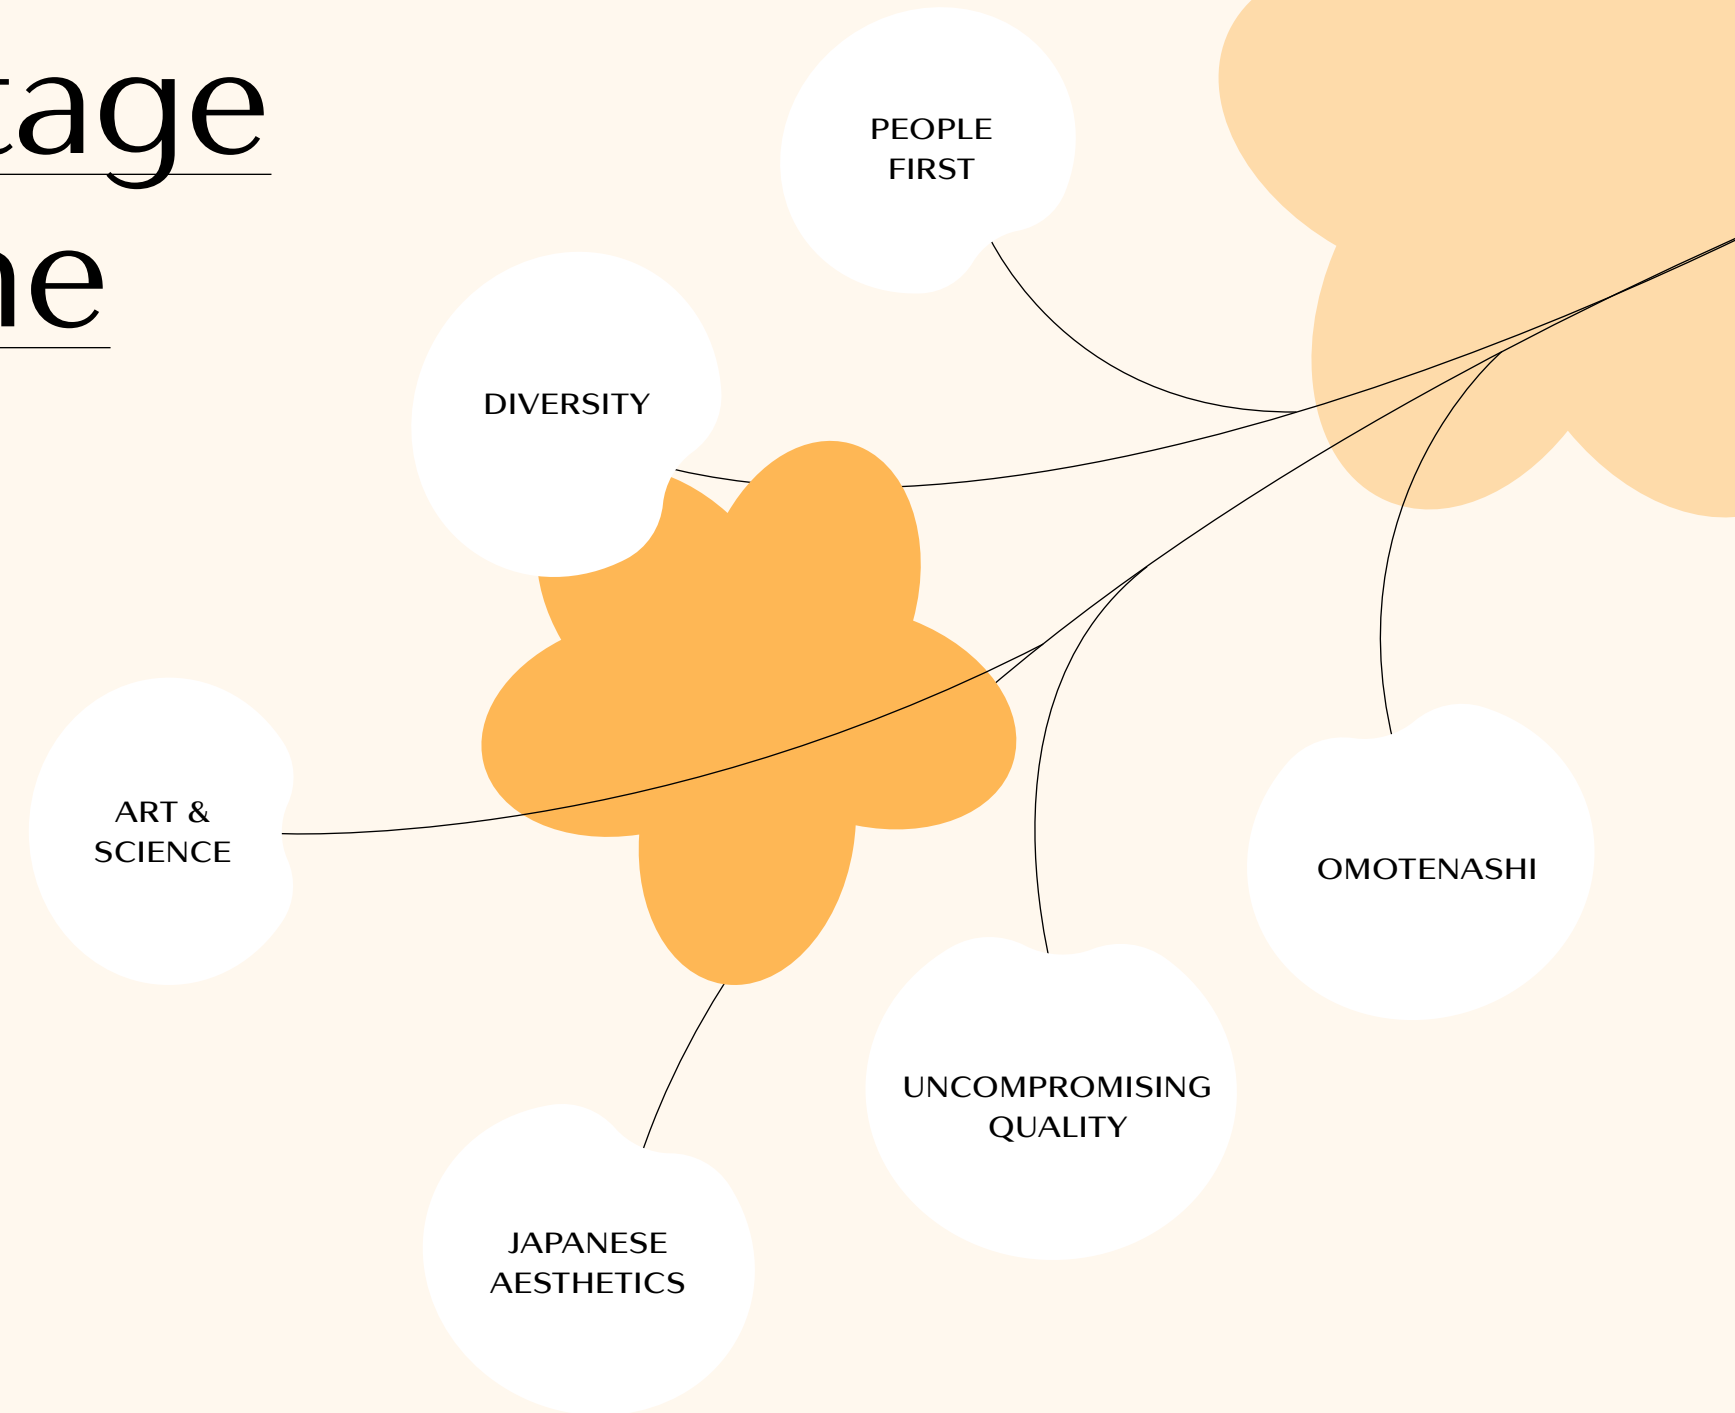 tage
ne
PEOPLE
FIRST
DIVERSITY
ART &
SCIENCE
OMOTENASHI
UNCOMPROMISING
QUALITY
JAPANESE
AESTHETICS